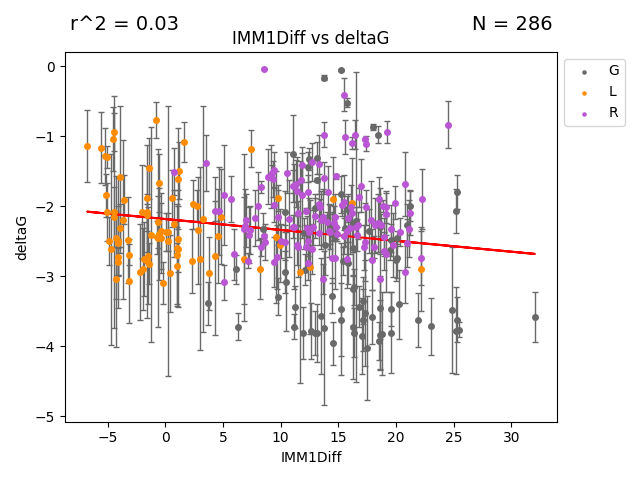 r^2 = 0.03
N = 286
IMM1Diff vs deltaG
G
L
R
0
−1
−2
−3
−4
−5
deltaG
−5
0
5
10
15
20
25
30
IMM1Diff